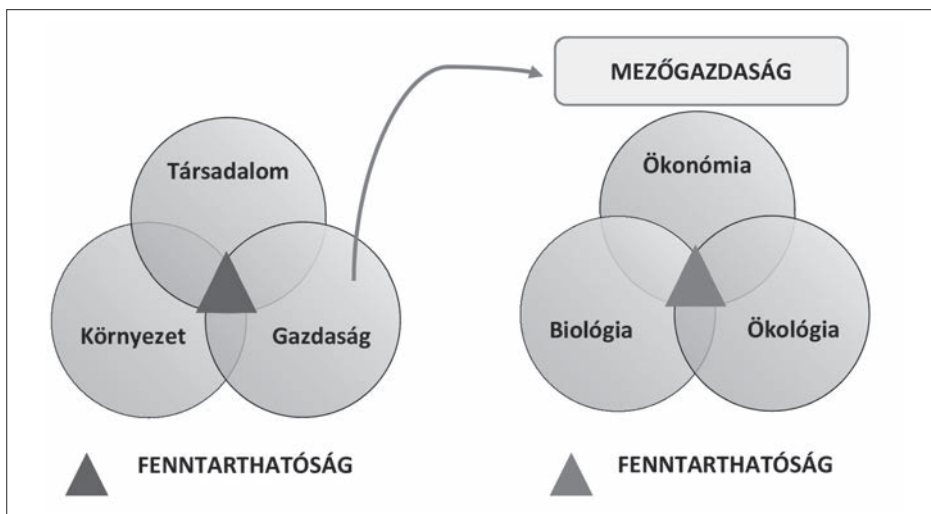 MEZŐGAZDASÁG
Társadalom
Környezet
Gazdaság
FENNTARTHATÓSÁG
Ökonómia
Biológia
Ökológia
FENNTARTHATÓSÁG